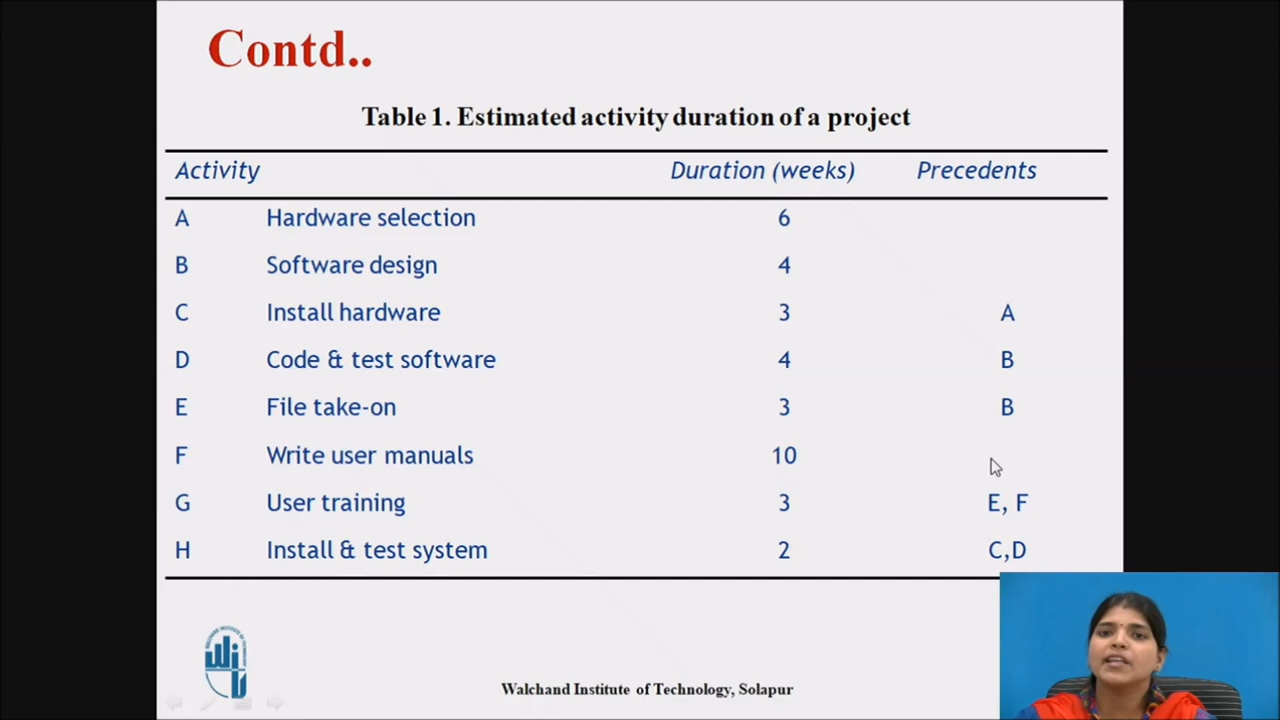 Contd..
Table 1. Estimated activity duration of a project
Activity Duration (weeks) Precedents
A Hardware selection 6
B Software design 4
C Install hardware 3 A
D Code & test software 4 B
E File take-on 3 B
F Write user manuals 10
G User training 3 E, F
H Install & test system 2 C,D
Walchand Institute of Technology, Solapur